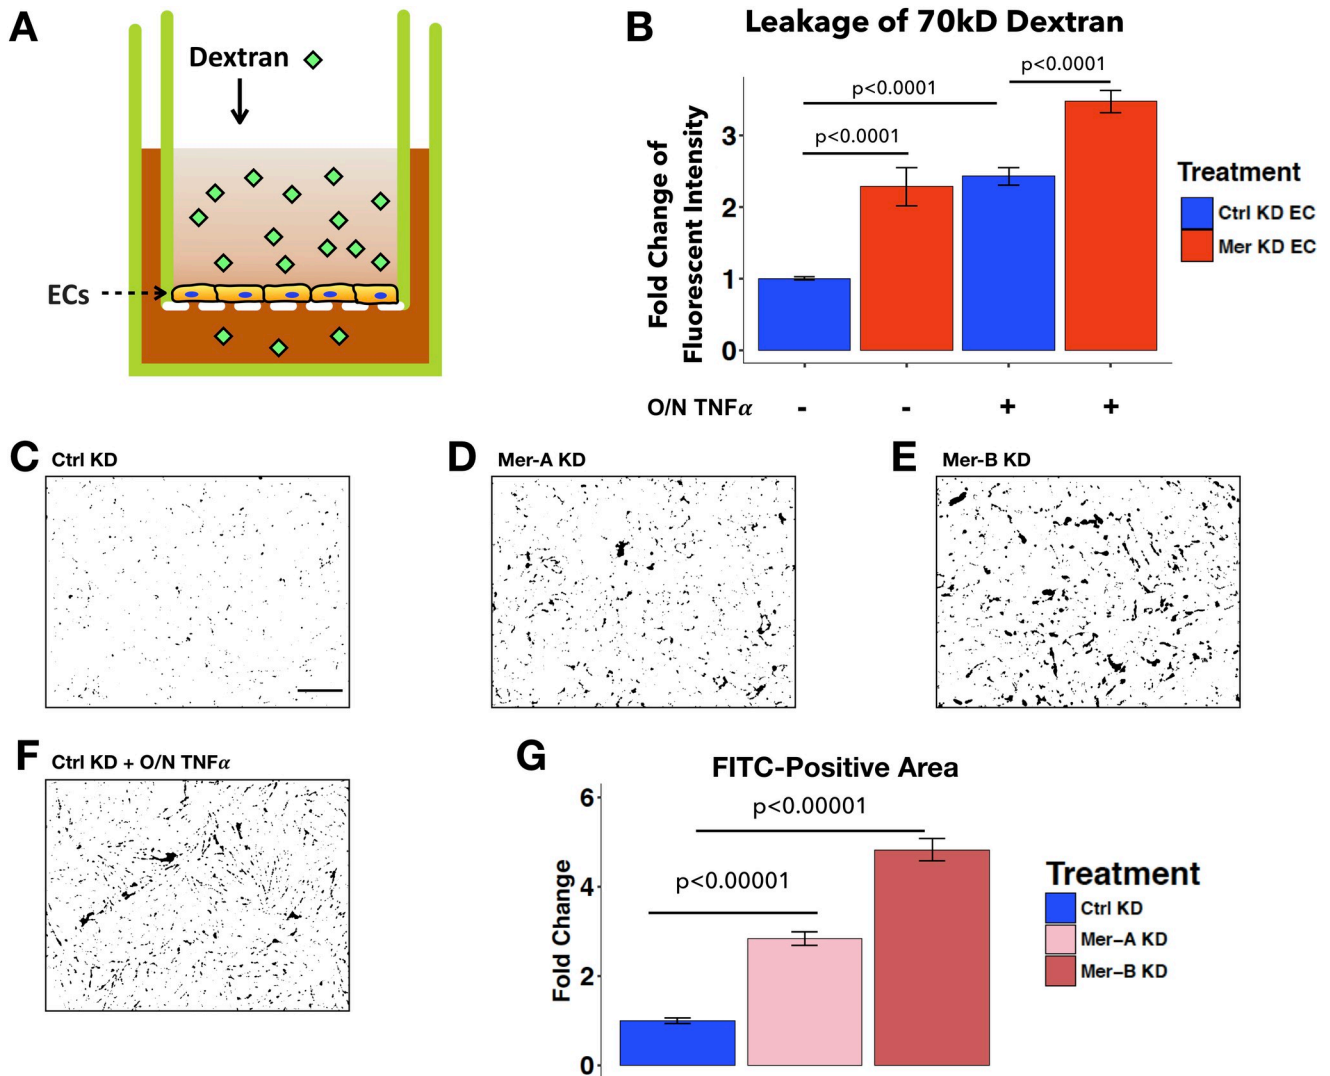 A
Dextran
ECs
B
Leakage of 70kD Dextran
Fold Change of
Fluorescent Intensity
3
2
1
0
p<0.0001
p<0.0001
p<0.0001
O/N TNFα - - + +
Treatment
Ctrl KD EC
Mer KD EC
C Ctrl KD
D Mer-A KD
E Mer-B KD
F Ctrl KD + O/N TNFα
G
FITC-Positive Area
Fold Change
6
4
2
0
p<0.00001
p<0.00001
Treatment
Ctrl KD
Mer-A KD
Mer-B KD